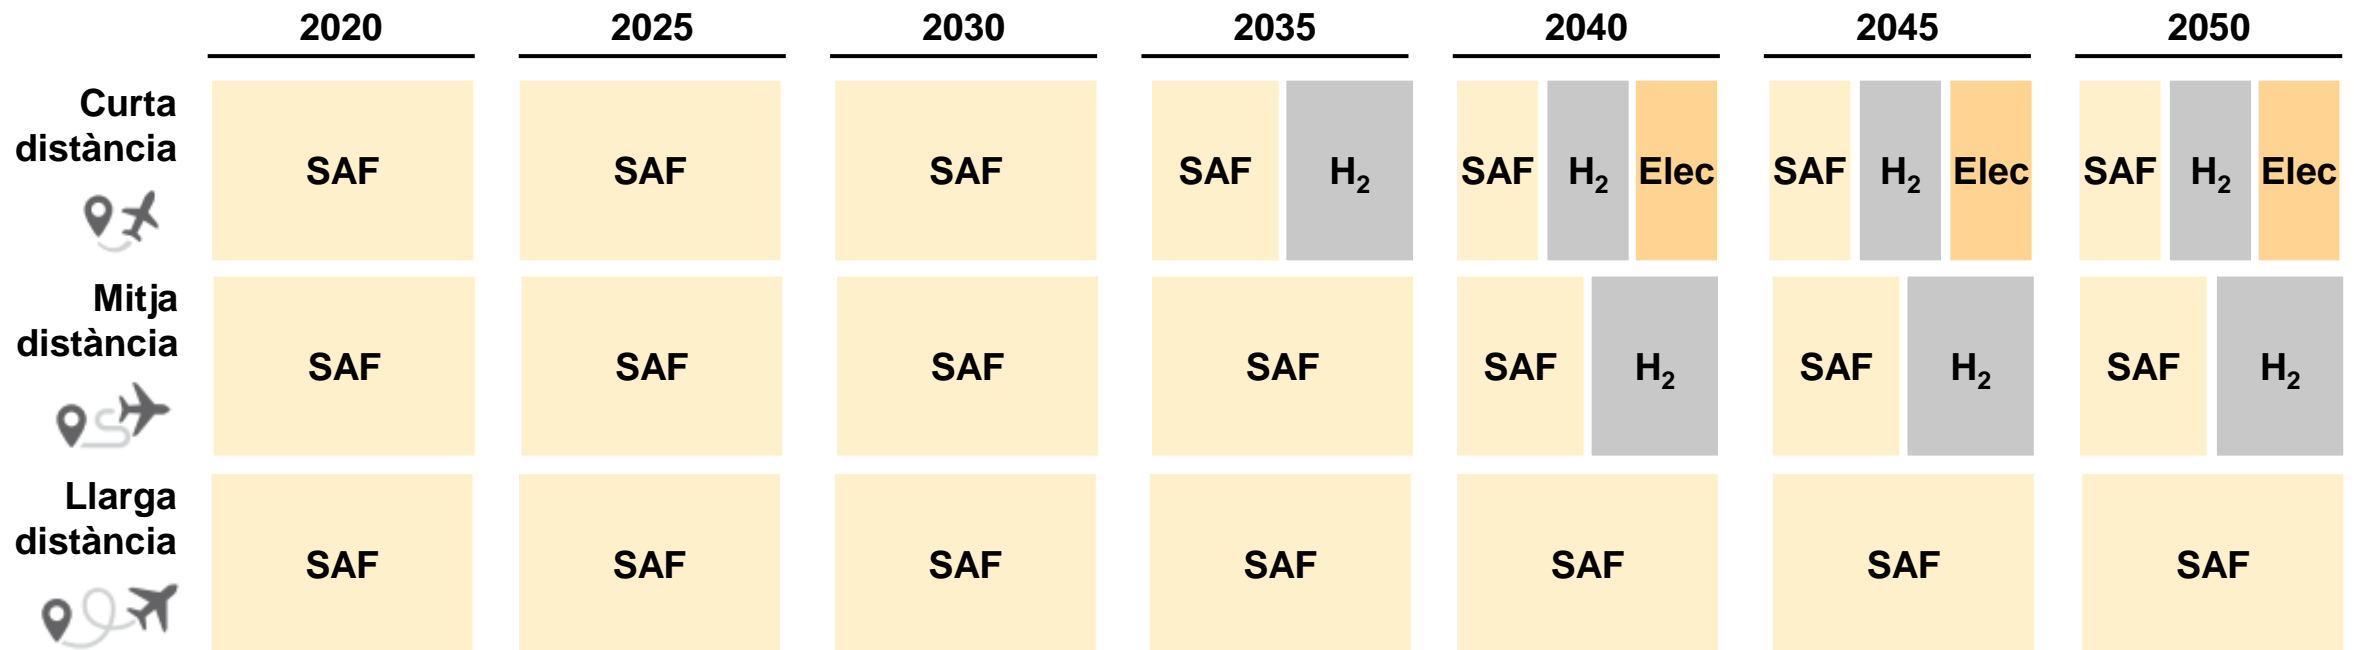 2020 2025 2030 2035 2040 2045 2050
Curta
distància
SAF SAF SAF SAF H₂ SAF H₂ Elec SAF H₂ Elec SAF H₂ Elec
Mitja
distància
SAF SAF SAF SAF SAF H₂ SAF H₂ SAF H₂
Llarga
distància
SAF SAF SAF SAF SAF SAF SAF